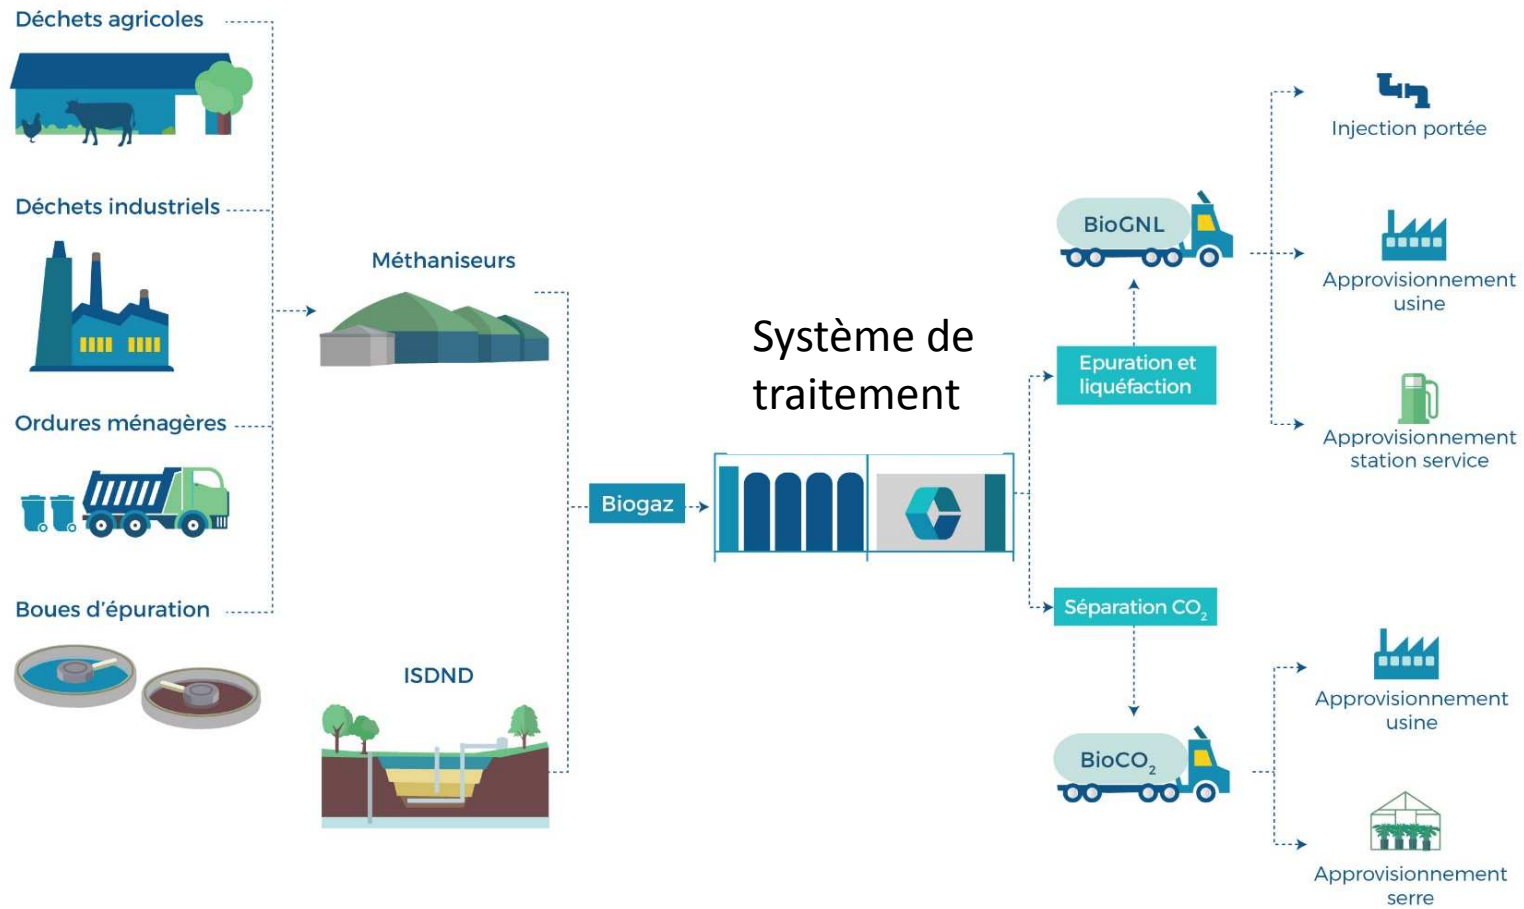 Déchets agricoles
Déchets industriels
Ordures ménagères
Boues d'épuration
Méthaniseurs
ISDND
Biogaz
Système de
traitement
Epuration et
liquéfaction
Séparation CO₂
BioGNL
BioCO₂
Injection portée
Approvisionnement
usine
Approvisionnement
station service
Approvisionnement
usine
Approvisionnement
serre